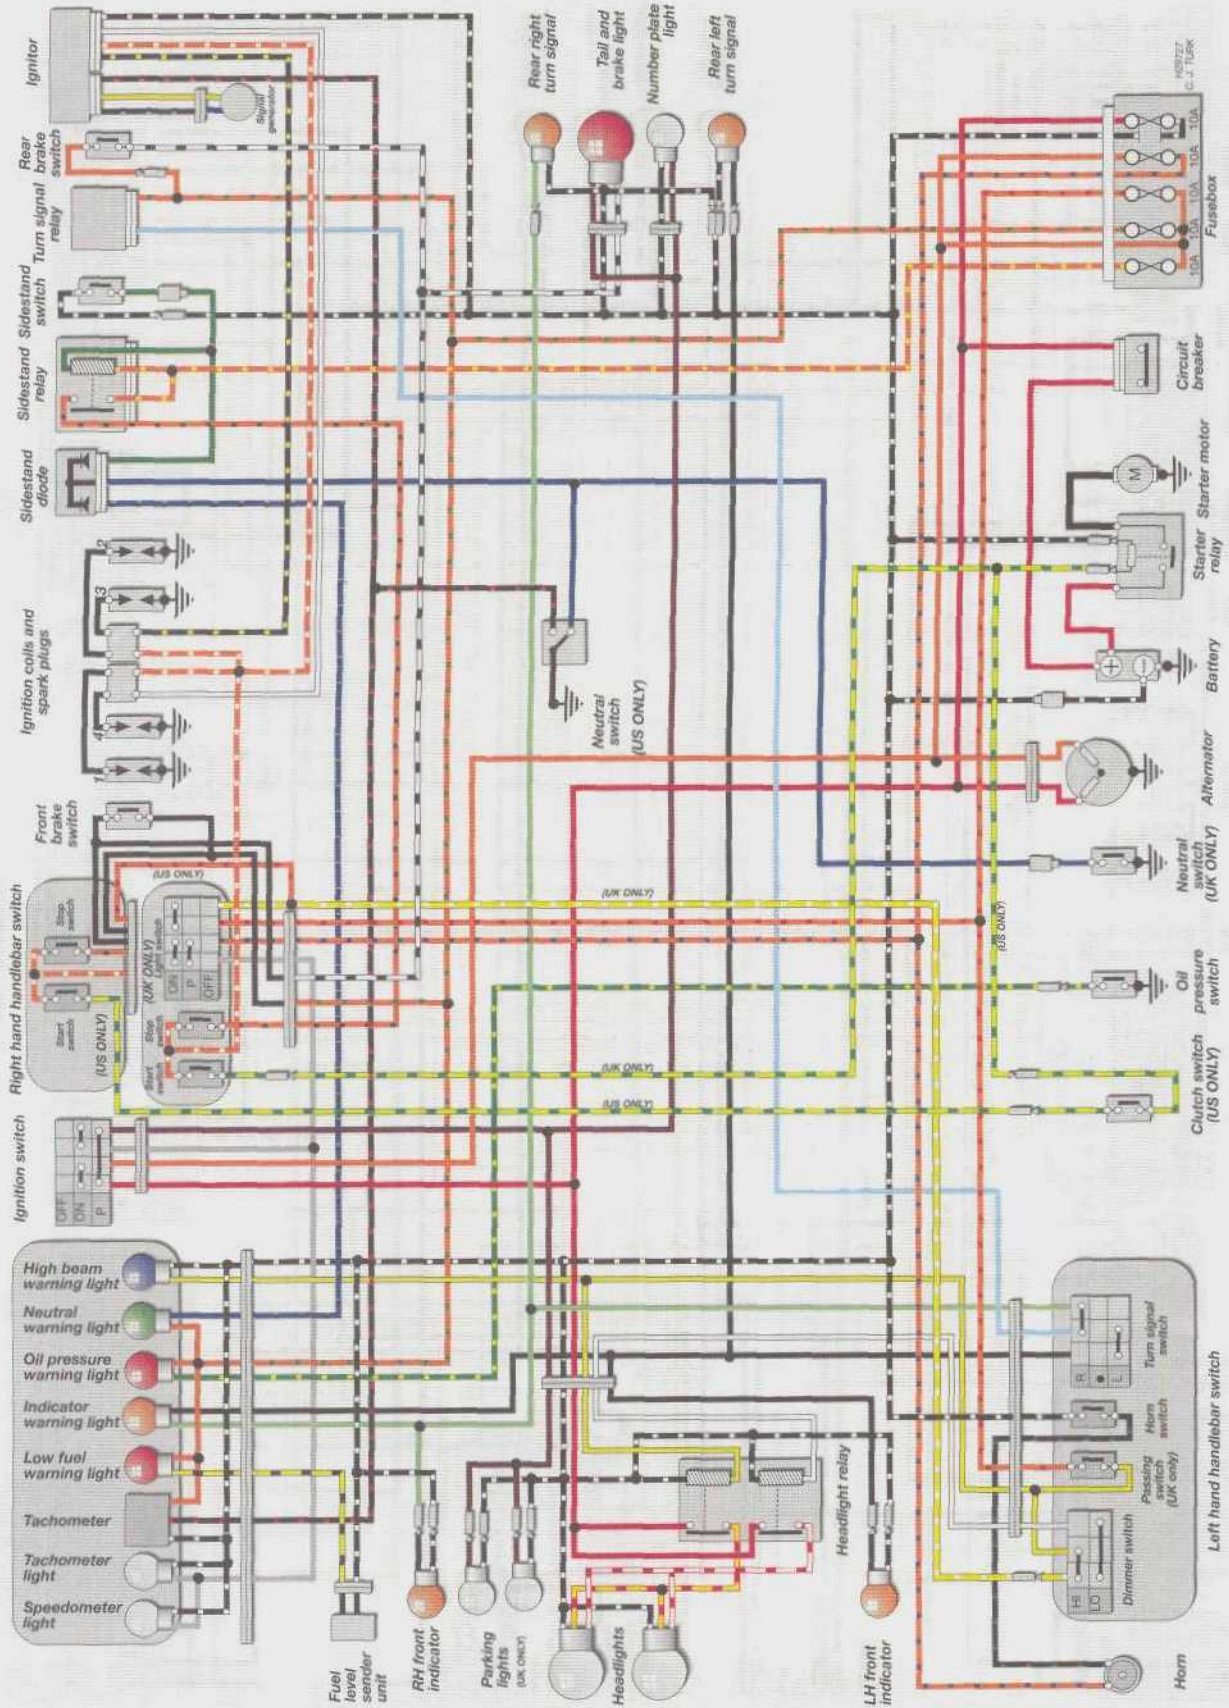 Ignitor
Signal
generator
Rear
brake
switch
Turn signal
relay
Sidestand
switch
Sidestand
relay
Sidestand
diode
Ignition coils and
spark plugs
2
3
4
1
Front
brake
switch
Right hand handlebar switch
Stop
switch
Start
switch
(US ONLY)
(US ONLY)
(UK ONLY)
Light switch
ON
P
OFF
Stop
switch
Start
switch
Ignition switch
OFF
ON
P
High beam
warning light
Neutral
warning light
Oil pressure
warning light
Indicator
warning light
Low fuel
warning light
Tachometer
Tachometer
light
Speedometer
light
Rear right
turn signal
Tail and
brake light
Number plate
light
Rear left
turn signal
Neutral
switch
(US ONLY)
(UK ONLY)
(UK ONLY)
(US ONLY)
(US ONLY)
Fuel
level
sender
unit
RH front
indicator
Parking
lights
(UK ONLY)
Headlights
Headlight relay
LH front
indicator
H29727
C. J. TURK
10A
10A
10A
10A
10A
Fusebox
Circuit
breaker
M
Starter motor
Starter
relay
+
−
Battery
Alternator
Neutral
switch
(UK ONLY)
Oil
pressure
switch
Clutch switch
(US ONLY)
R
L
Turn signal
switch
Horn
switch
Passing
switch
(UK only)
HI
LO
Dimmer switch
Left hand handlebar switch
Horn